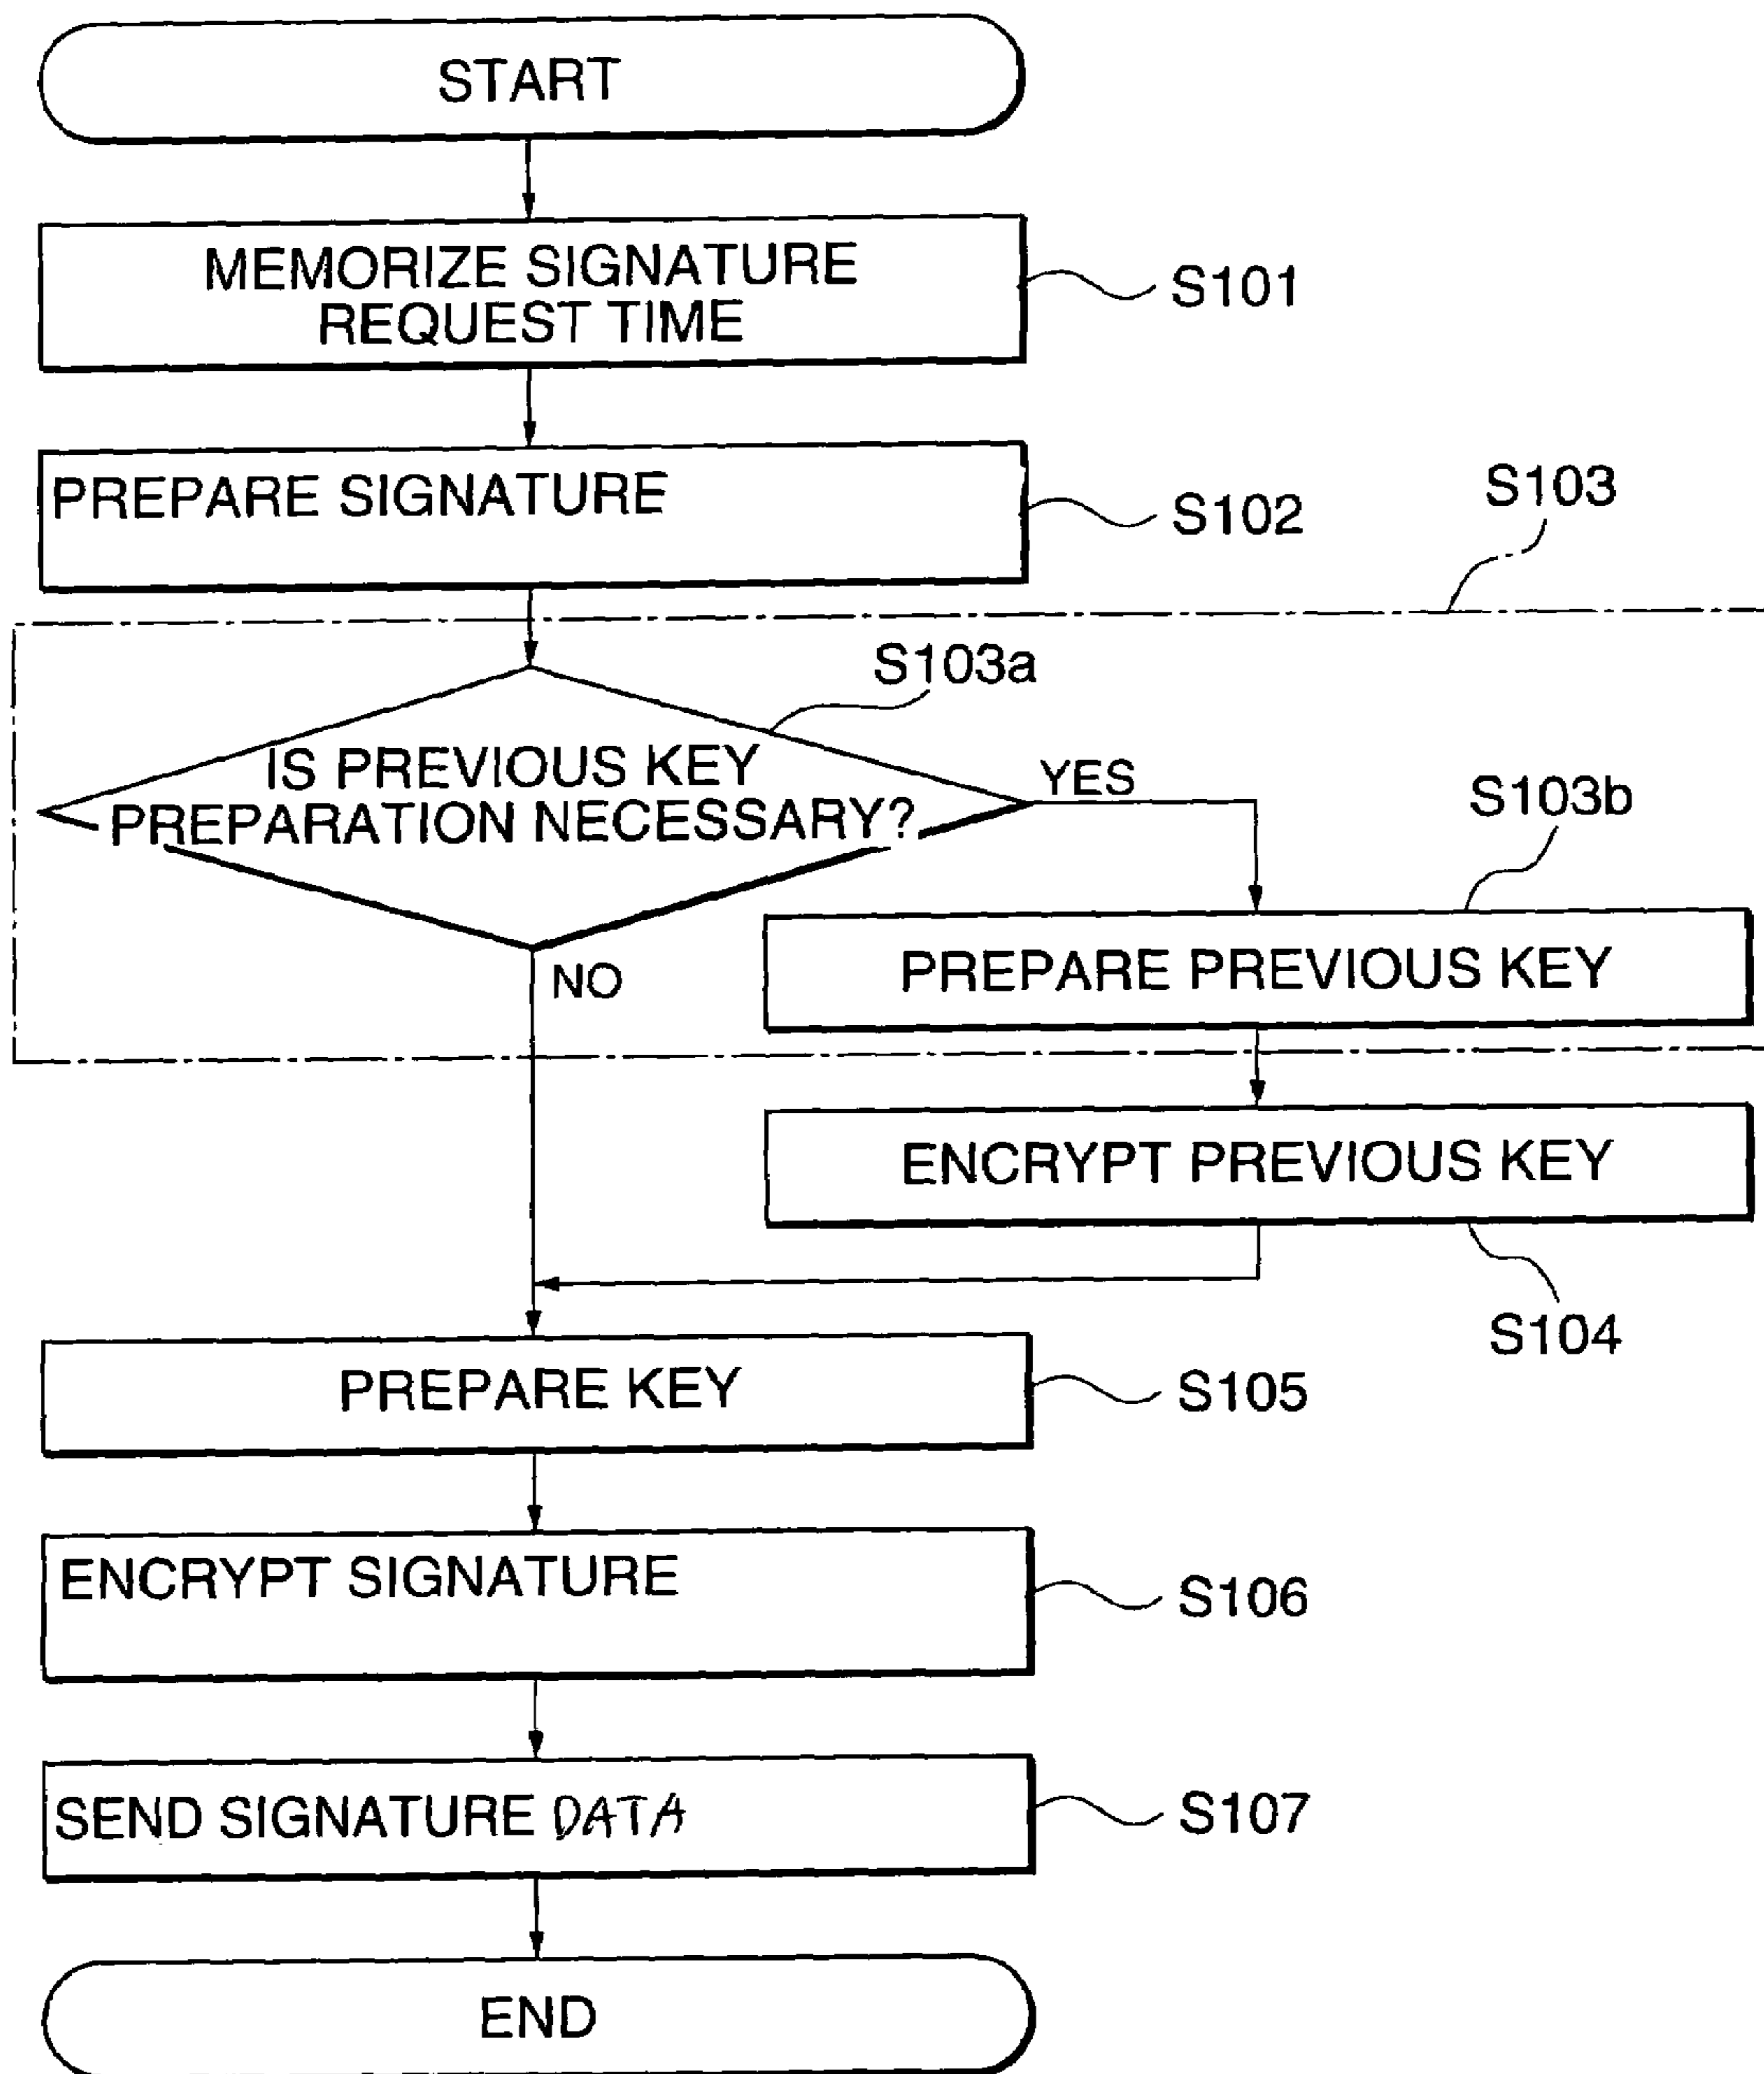 START
MEMORIZE SIGNATURE
REQUEST TIME
S101
PREPARE SIGNATURE
S102
S103
S103a
IS PREVIOUS KEY
PREPARATION NECESSARY?
YES
S103b
PREPARE PREVIOUS KEY
NO
ENCRYPT PREVIOUS KEY
S104
PREPARE KEY
S105
ENCRYPT SIGNATURE
S106
SEND SIGNATURE DATA
S107
END